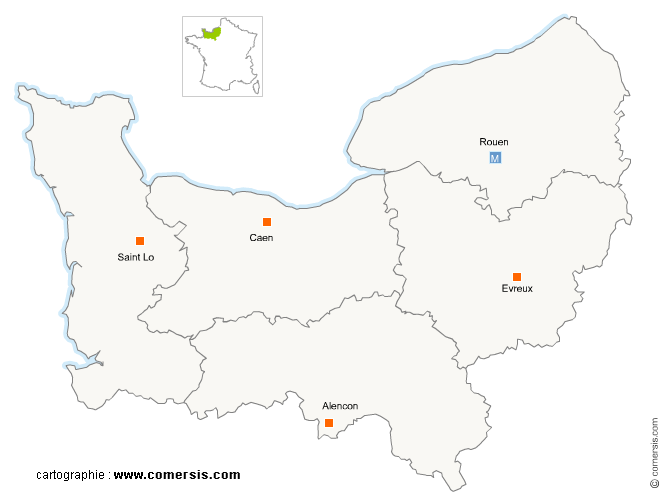 Rouen
M
Caen
Saint Lo
Evreux
Alencon
cartographie : www.comersis.com
© comersis.com